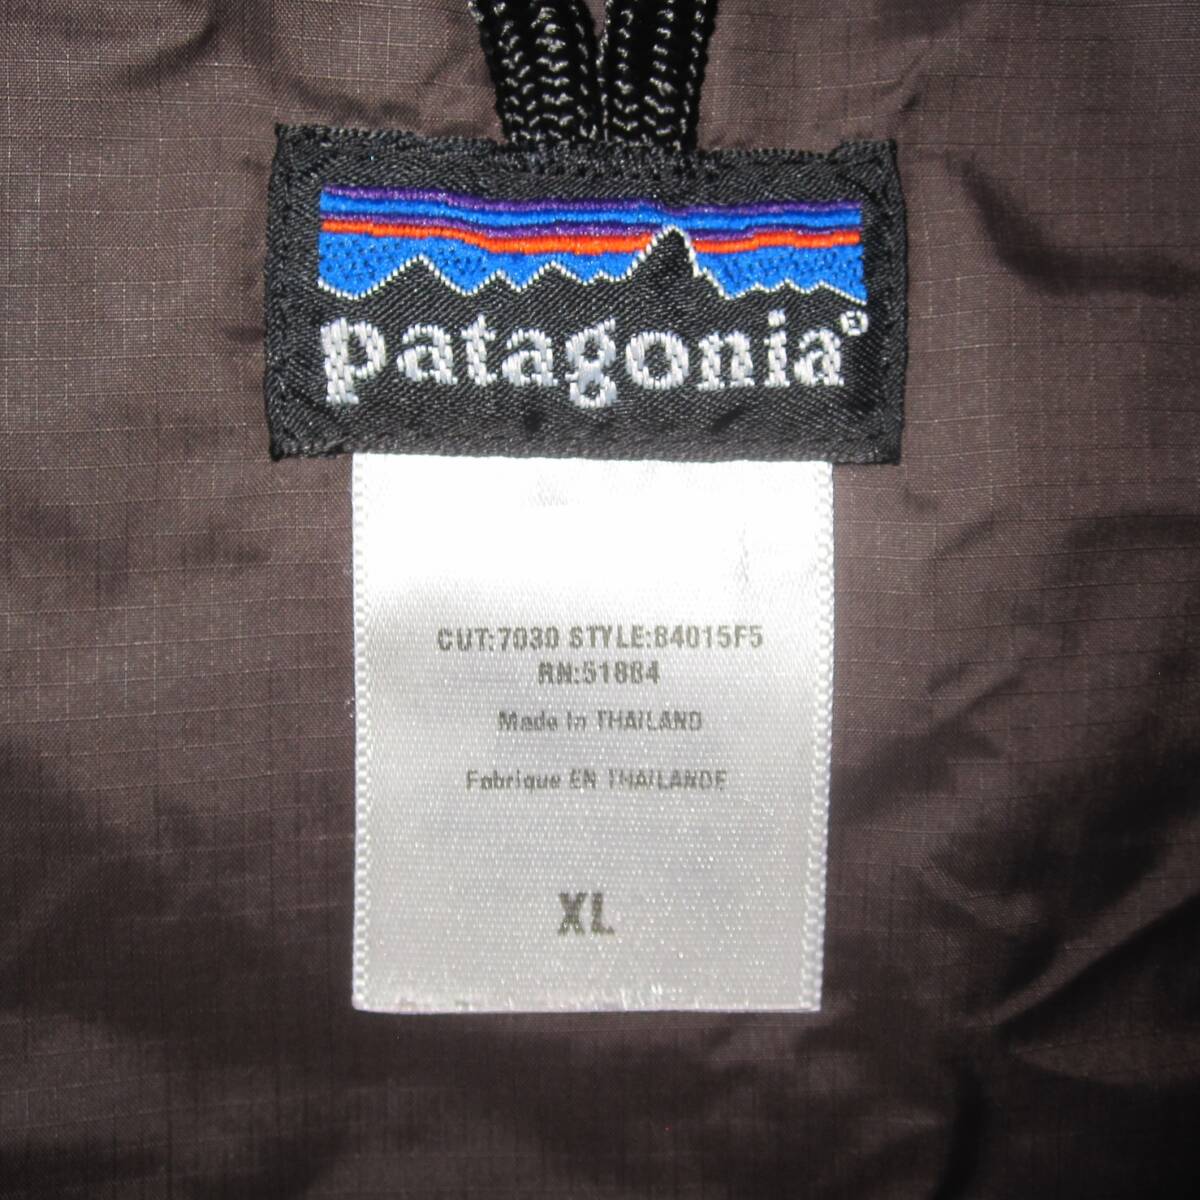 patagonia®
CUT:7030 STYLE:84015F5
RN:51884
Made in THAILAND
Fabrique EN THAILANDE
XL